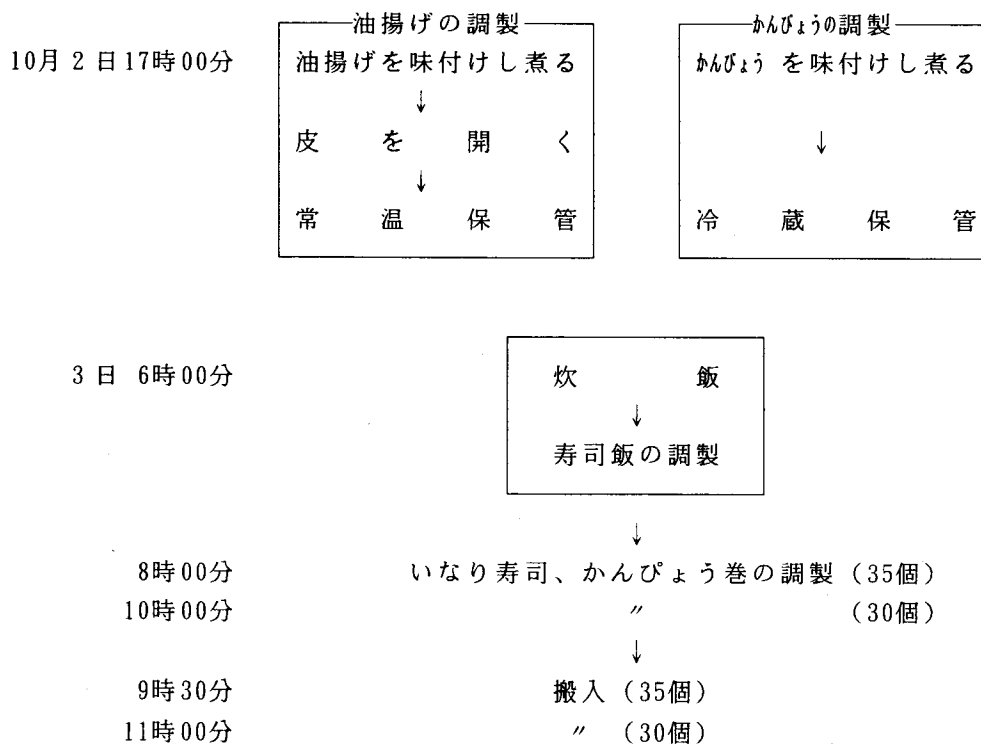 油揚げの調製 かんぴょうの調製
10月2日17時00分 油揚げを味付けし煮る かんぴょうを味付けし煮る
↓
皮を開く ↓
↓
常温保管 冷蔵保管
3日 6時00分 炊飯
↓
寿司飯の調製
↓
8時00分 いなり寿司、かんぴょう巻の調製(35個)
10時00分 〃 (30個)
↓
9時30分 搬入(35個)
11時00分 〃 (30個)